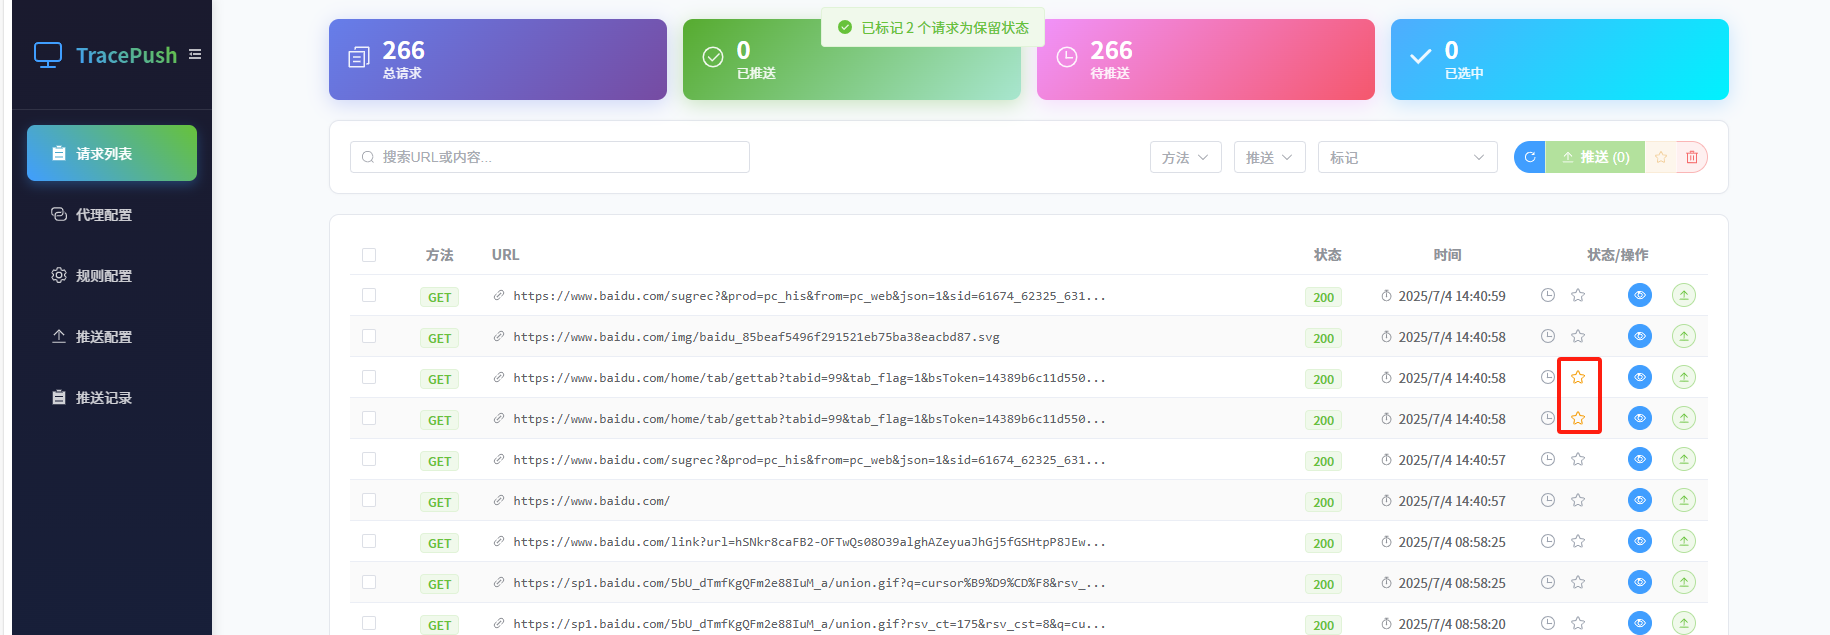 已标记 2 个请求为保留状态
TracePush
266
总请求
0
已推送
266
待推送
0
已选中
请求列表
代理配置
规则配置
推送配置
推送记录
搜索URL或内容...
方法
推送
标记
推送 (0)
方法 URL 状态 时间 状态/操作
GET https://www.baidu.com/sugrec?&prod=pc_his&from=pc_web&json=1&sid=61674_62325_631... 200 2025/7/4 14:40:59
GET https://www.baidu.com/img/baidu_85beaf5496f291521eb75ba38eacbd87.svg 200 2025/7/4 14:40:58
GET https://www.baidu.com/home/tab/gettab?tabid=99&tab_flag=1&bsToken=14389b6c11d550... 200 2025/7/4 14:40:58
GET https://www.baidu.com/home/tab/gettab?tabid=99&tab_flag=1&bsToken=14389b6c11d550... 200 2025/7/4 14:40:58
GET https://www.baidu.com/sugrec?&prod=pc_his&from=pc_web&json=1&sid=61674_62325_631... 200 2025/7/4 14:40:57
GET https://www.baidu.com/ 200 2025/7/4 14:40:57
GET https://www.baidu.com/link?url=hSNkr8caFB2-OFTwQs08O39alghAZeyuaJhGj5fGSHtpP8JEw... 200 2025/7/4 08:58:25
GET https://sp1.baidu.com/5bU_dTmfKgQFm2e88IuM_a/union.gif?q=cursor%B9%D9%CD%F8&rsv_... 200 2025/7/4 08:58:25
GET https://sp1.baidu.com/5bU_dTmfKgQFm2e88IuM_a/union.gif?rsv_ct=175&rsv_cst=8&q=cu... 200 2025/7/4 08:58:20